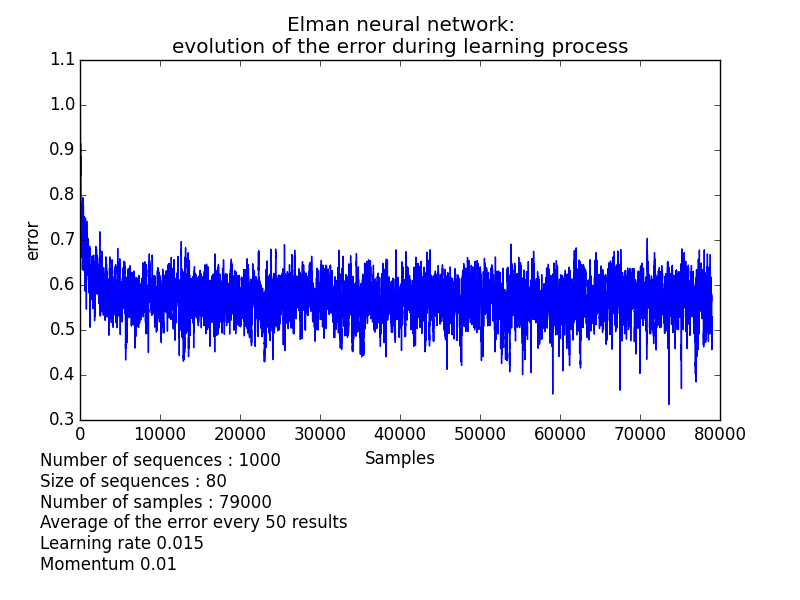 Elman neural network:
evolution of the error during learning process
1.1
1.0
0.9
0.8
0.7
0.6
0.5
0.4
0.3
error
0 10000 20000 30000 40000 50000 60000 70000 80000
Samples
Number of sequences : 1000
Size of sequences : 80
Number of samples : 79000
Average of the error every 50 results
Learning rate 0.015
Momentum 0.01